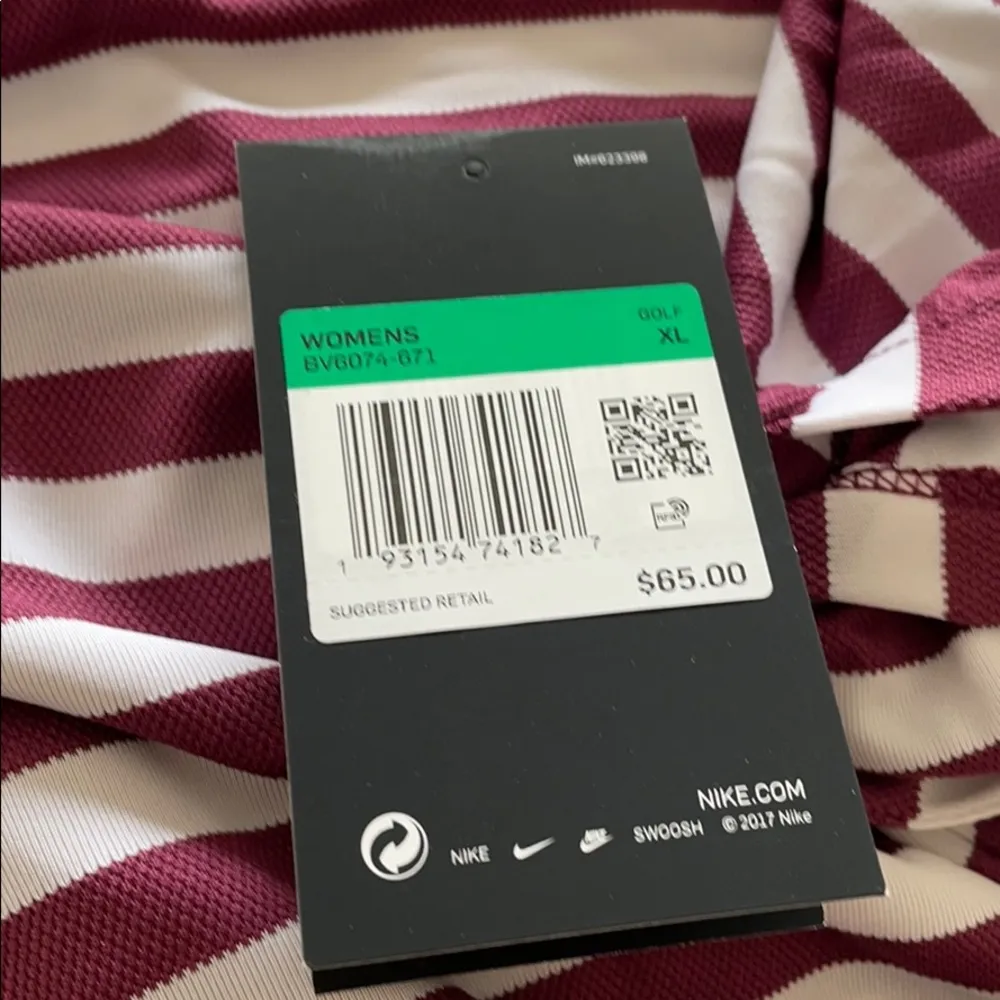 IM#623398
WOMENS
BV6074-671
GOLF
XL
1 93154 74182 7
RFID
SUGGESTED RETAIL
$65.00
NIKE.COM
NIKE SWOOSH © 2017 Nike